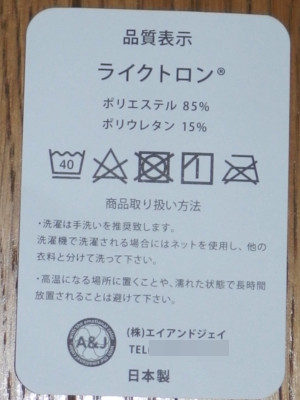 品質表示
ライクトロン®
ポリエステル 85%
ポリウレタン 15%
40
商品取り扱い方法
・洗濯は手洗いを推奨致します。
洗濯機で洗濯される場合にはネットを使用し、他の
衣料と分けて洗って下さい。
・高温になる場所に置くことや、濡れた状態で長時間
放置されることは避けて下さい。
A&J
(株)エイアンドジェイ
TEL(
日本製